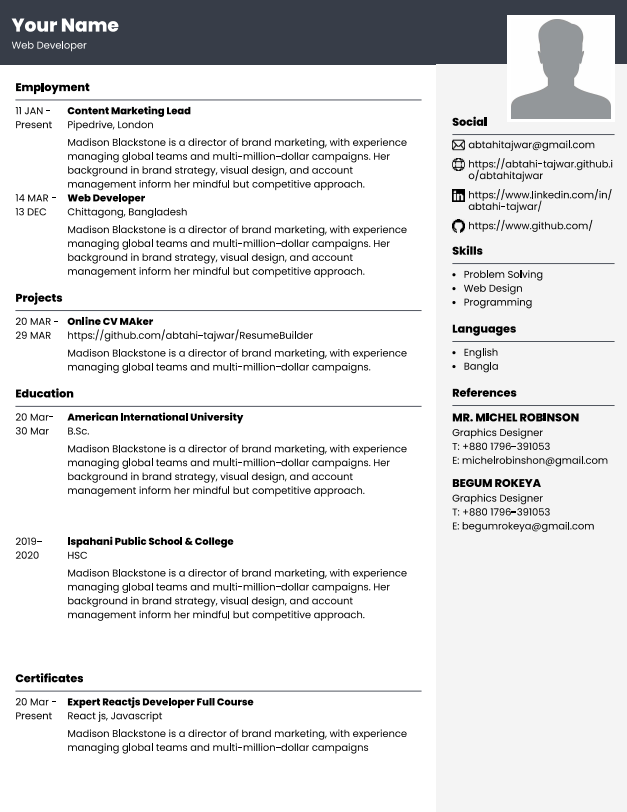 Your Name
Web Developer
Employment
11 JAN - Content Marketing Lead
Present Pipedrive, London
Madison Blackstone is a director of brand marketing, with experience
managing global teams and multi-million-dollar campaigns. Her
background in brand strategy, visual design, and account
management inform her mindful but competitive approach.
14 MAR - Web Developer
13 DEC Chittagong, Bangladesh
Madison Blackstone is a director of brand marketing, with experience
managing global teams and multi-million-dollar campaigns. Her
background in brand strategy, visual design, and account
management inform her mindful but competitive approach.
Projects
20 MAR - Online CV MAker
29 MAR https://github.com/abtahi-tajwar/ResumeBuilder
Madison Blackstone is a director of brand marketing, with experience
managing global teams and multi-million-dollar campaigns.
Education
20 Mar- American International University
30 Mar B.Sc.
Madison Blackstone is a director of brand marketing, with experience
managing global teams and multi-million-dollar campaigns. Her
background in brand strategy, visual design, and account
management inform her mindful but competitive approach.
2019- Ispahani Public School & College
2020 HSC
Madison Blackstone is a director of brand marketing, with experience
managing global teams and multi-million-dollar campaigns. Her
background in brand strategy, visual design, and account
management inform her mindful but competitive approach.
Certificates
20 Mar - Expert Reactjs Developer Full Course
Present React js, Javascript
Madison Blackstone is a director of brand marketing, with experience
managing global teams and multi-million-dollar campaigns
Social
abtahitajwar@gmail.com
https://abtahi-tajwar.github.i
o/abtahitajwar
https://www.linkedin.com/in/
abtahi-tajwar/
https://www.github.com/
Skills
• Problem Solving
• Web Design
• Programming
Languages
• English
• Bangla
References
MR. MICHEL ROBINSON
Graphics Designer
T: +880 1796-391053
E: michelrobinshon@gmail.com
BEGUM ROKEYA
Graphics Designer
T: +880 1796-391053
E: begumrokeya@gmail.com